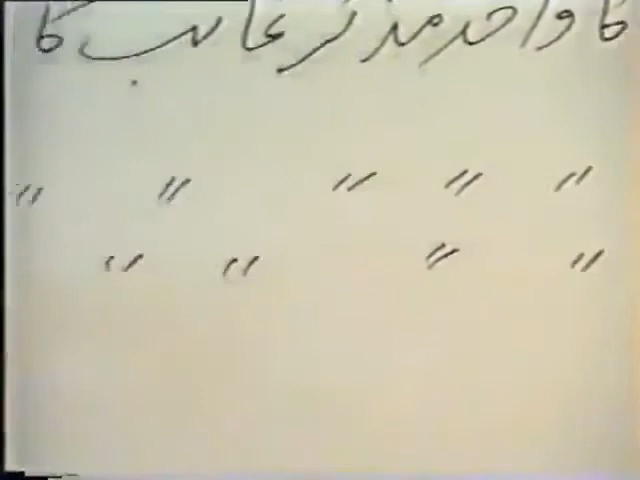 کا واحد مذکر غائب کا
〃 〃 〃 〃 〃
〃 〃 〃 〃